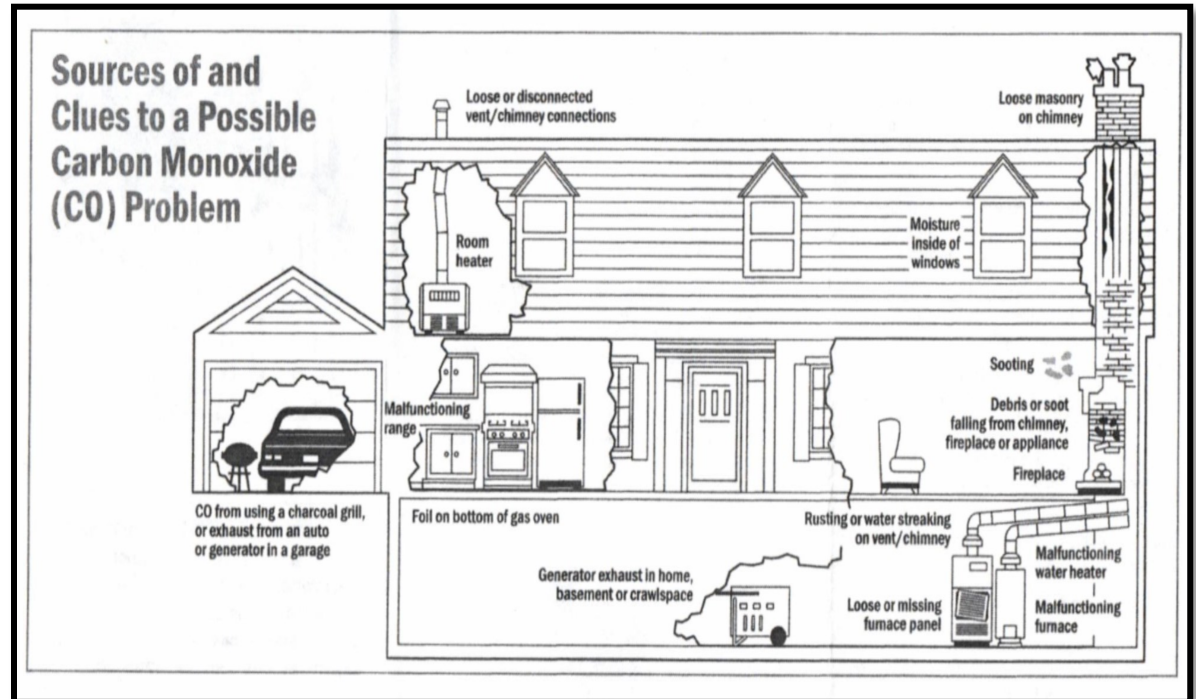 Sources of and
Clues to a Possible
Carbon Monoxide
(CO) Problem
Loose or disconnected
vent/chimney connections
Loose masonry
on chimney
Room
heater
Moisture
inside of
windows
Sooting
Malfunctioning
range
Debris or soot
falling from chimney,
fireplace or appliance
Fireplace
CO from using a charcoal grill,
or exhaust from an auto
or generator in a garage
Foil on bottom of gas oven
Rusting or water streaking
on vent/chimney
Generator exhaust in home,
basement or crawlspace
Malfunctioning
water heater
Loose or missing
furnace panel
Malfunctioning
furnace